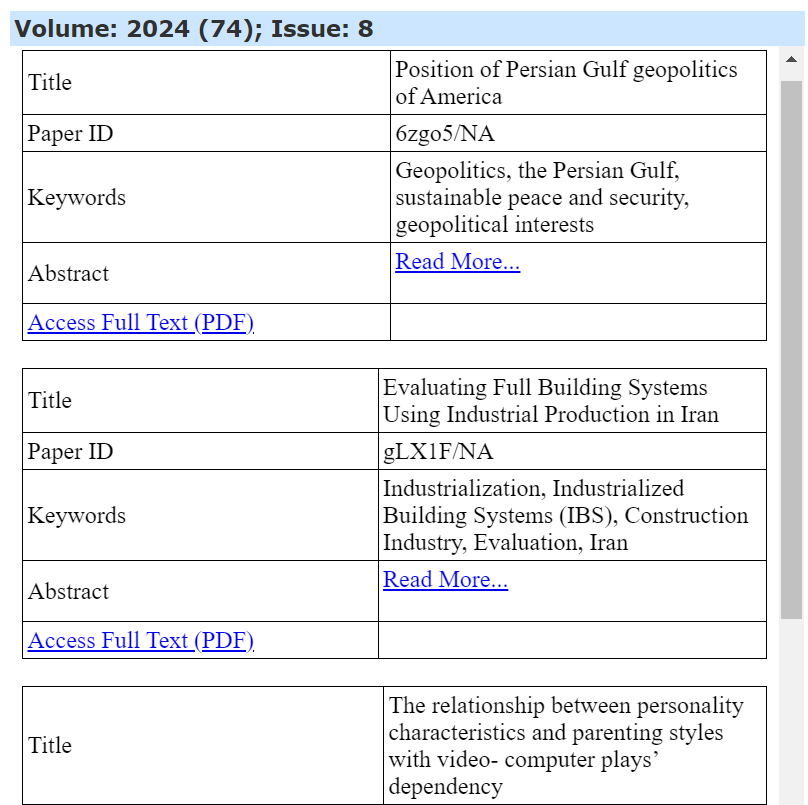 Volume: 2024 (74); Issue: 8
Title
Position of Persian Gulf geopolitics
of America
Paper ID
6zgo5/NA
Keywords
Geopolitics, the Persian Gulf,
sustainable peace and security,
geopolitical interests
Abstract
Read More...
Access Full Text (PDF)
Title
Evaluating Full Building Systems
Using Industrial Production in Iran
Paper ID
gLX1F/NA
Keywords
Industrialization, Industrialized
Building Systems (IBS), Construction
Industry, Evaluation, Iran
Abstract
Read More...
Access Full Text (PDF)
Title
The relationship between personality
characteristics and parenting styles
with video- computer plays’
dependency